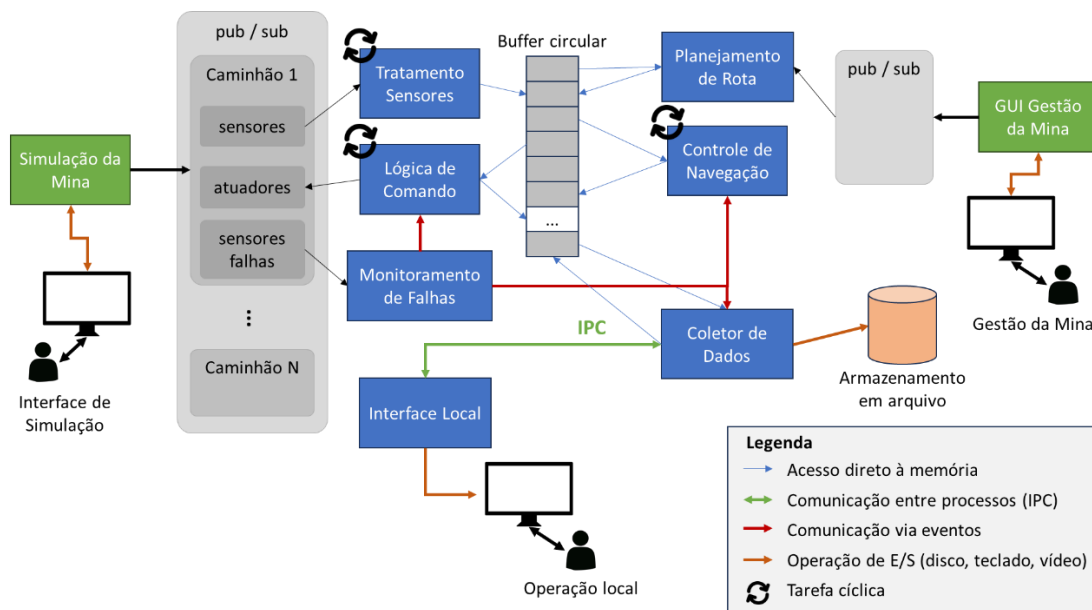 pub / sub
Caminhão 1
sensores
atuadores
sensores
falhas
...
Caminhão N
Simulação da
Mina
Interface de
Simulação
Tratamento
Sensores
Lógica de
Comando
Monitoramento
de Falhas
Buffer circular
...
Planejamento
de Rota
Controle de
Navegação
pub / sub
GUI Gestão
da Mina
Gestão da Mina
IPC
Coletor de
Dados
Armazenamento
em arquivo
Interface Local
Operação local
Legenda
Acesso direto à memória
Comunicação entre processos (IPC)
Comunicação via eventos
Operação de E/S (disco, teclado, vídeo)
Tarefa cíclica